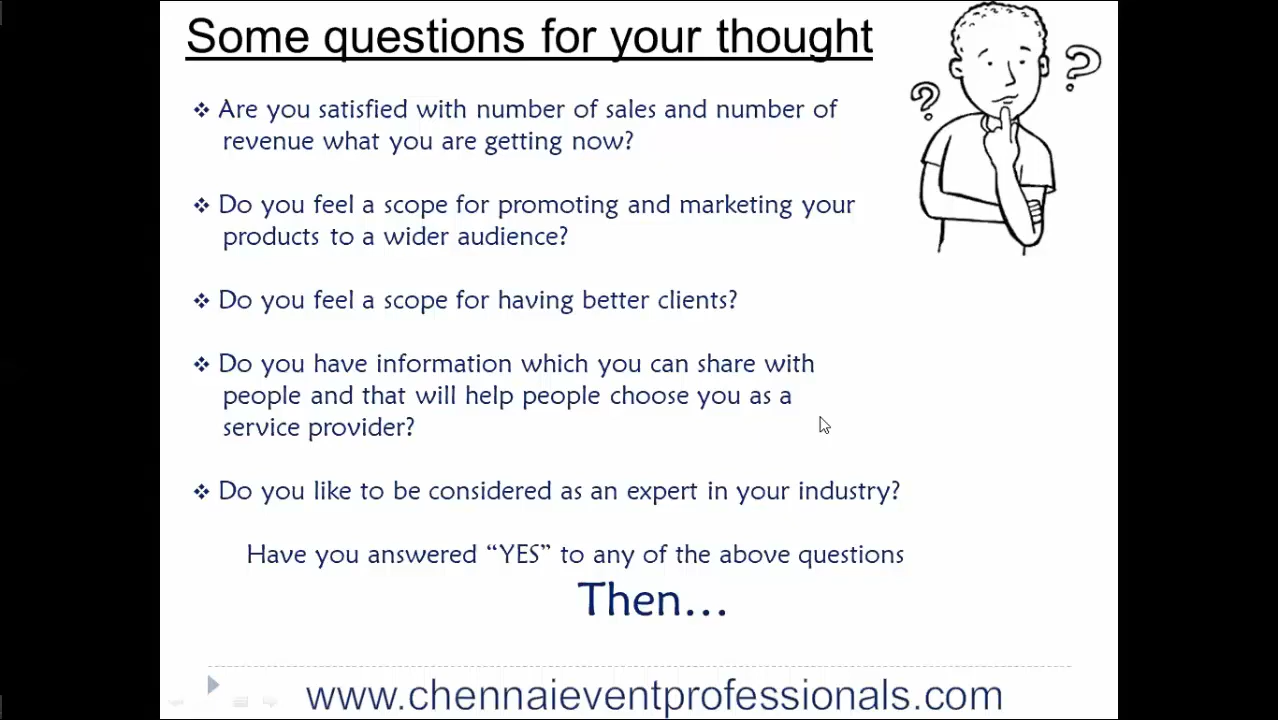 Some questions for your thought
❖ Are you satisfied with number of sales and number of
revenue what you are getting now?
❖ Do you feel a scope for promoting and marketing your
products to a wider audience?
❖ Do you feel a scope for having better clients?
❖ Do you have information which you can share with
people and that will help people choose you as a
service provider?
❖ Do you like to be considered as an expert in your industry?
Have you answered “YES” to any of the above questions
Then...
www.chennaieventprofessionals.com